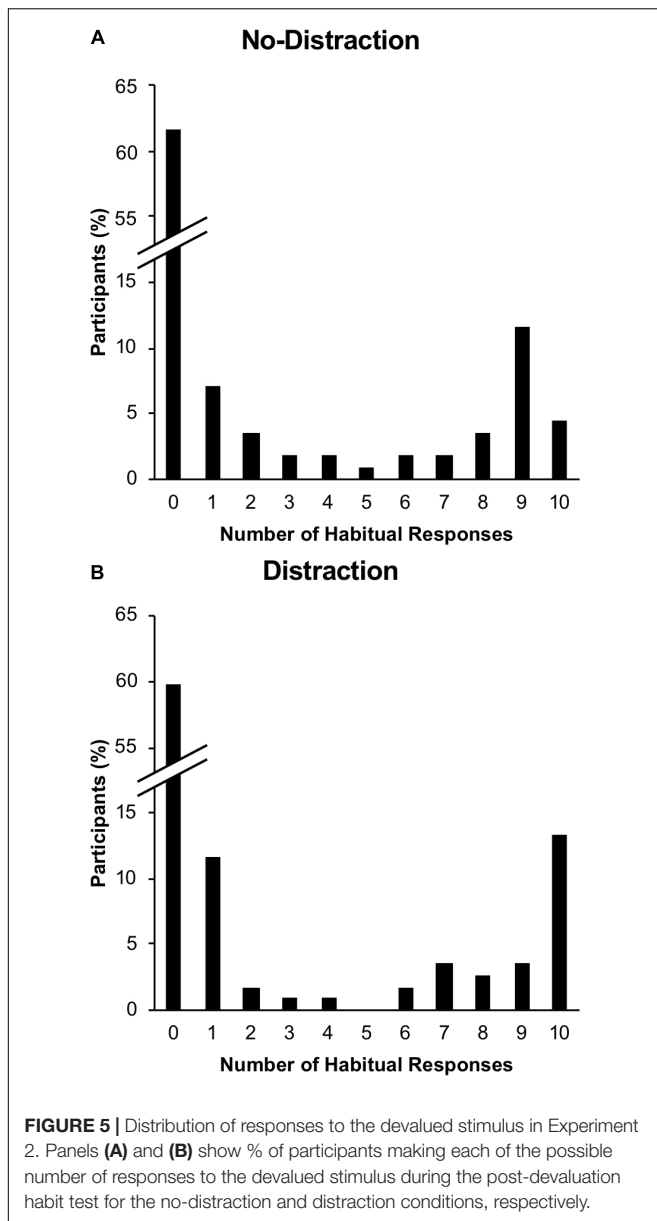 A
No-Distraction
65
60
55
15
10
5
0
Participants (%)
0 1 2 3 4 5 6 7 8 9 10
Number of Habitual Responses
B
Distraction
65
60
55
15
10
5
0
Participants (%)
0 1 2 3 4 5 6 7 8 9 10
Number of Habitual Responses
FIGURE 5 | Distribution of responses to the devalued stimulus in Experiment
2. Panels (A) and (B) show % of participants making each of the possible
number of responses to the devalued stimulus during the post-devaluation
habit test for the no-distraction and distraction conditions, respectively.